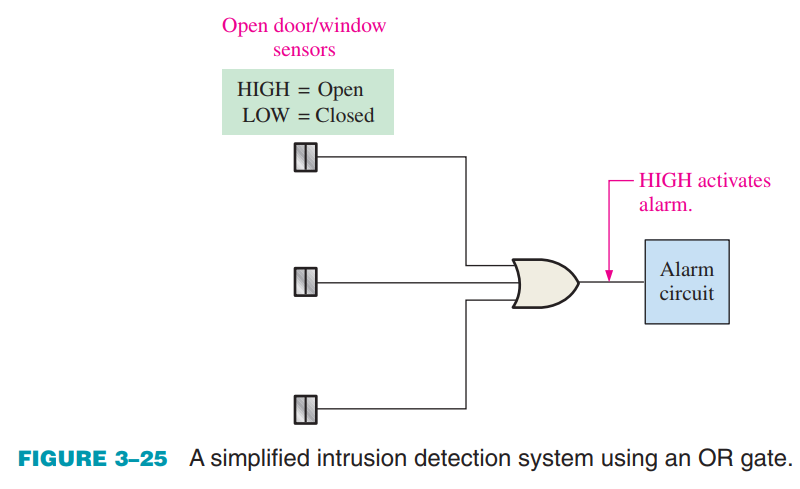 Open door/window
sensors
HIGH = Open
LOW = Closed
HIGH activates
alarm.
Alarm
circuit
FIGURE 3–25 A simplified intrusion detection system using an OR gate.